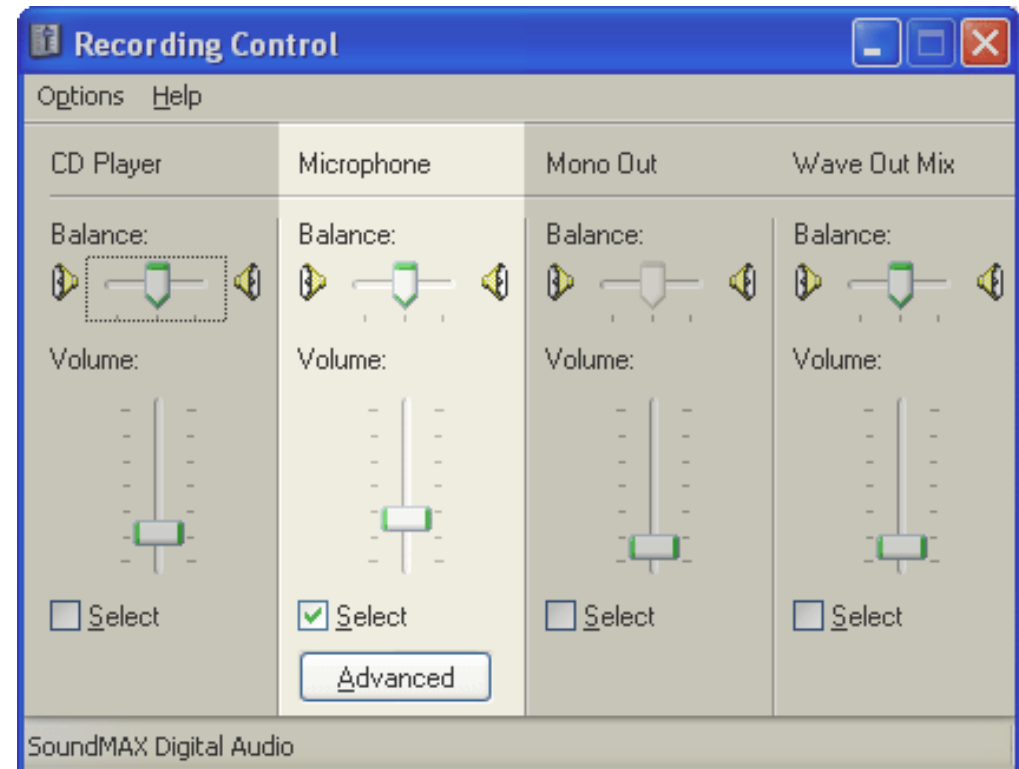 Recording Control
Options Help
CD Player Microphone Mono Out Wave Out Mix
Balance: Balance: Balance: Balance:
Volume: Volume: Volume: Volume:
Select Select Select Select
Advanced
SoundMAX Digital Audio